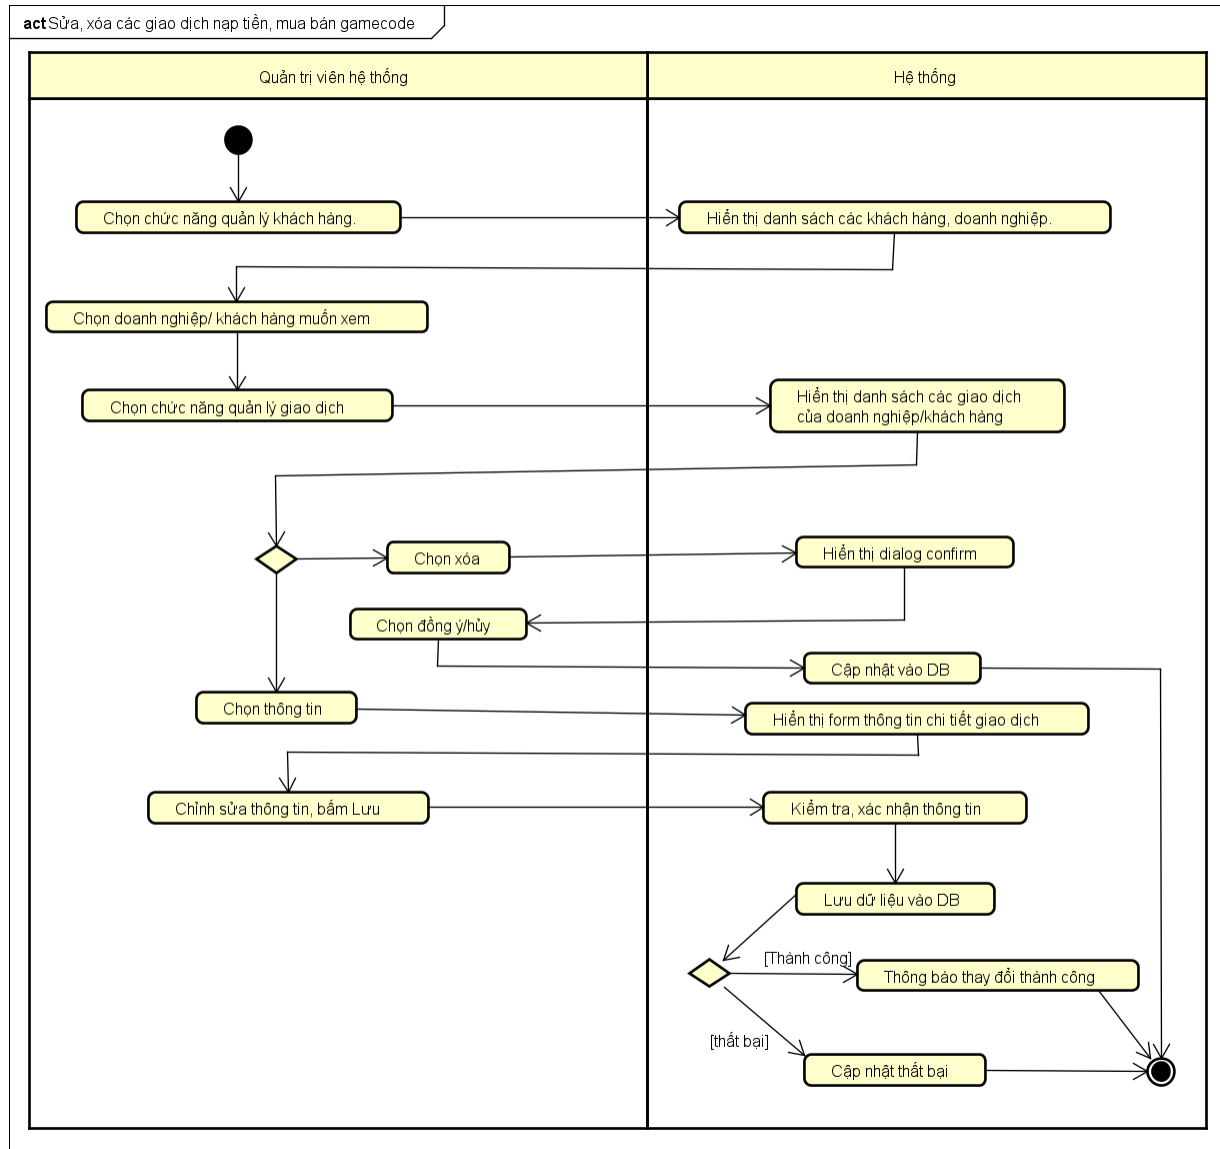 act Sửa, xóa các giao dịch nạp tiền, mua bán gamecode
Quản trị viên hệ thống
Hệ thống
Chọn chức năng quản lý khách hàng.
Hiển thị danh sách các khách hàng, doanh nghiệp.
Chọn doanh nghiệp/ khách hàng muốn xem
Chọn chức năng quản lý giao dịch
Hiển thị danh sách các giao dịch
của doanh nghiệp/khách hàng
Chọn xóa
Hiển thị dialog confirm
Chọn đồng ý/hủy
Cập nhật vào DB
Chọn thông tin
Hiển thị form thông tin chi tiết giao dịch
Chỉnh sửa thông tin, bấm Lưu
Kiểm tra, xác nhận thông tin
Lưu dữ liệu vào DB
[Thành công]
Thông báo thay đổi thành công
[thất bại]
Cập nhật thất bại